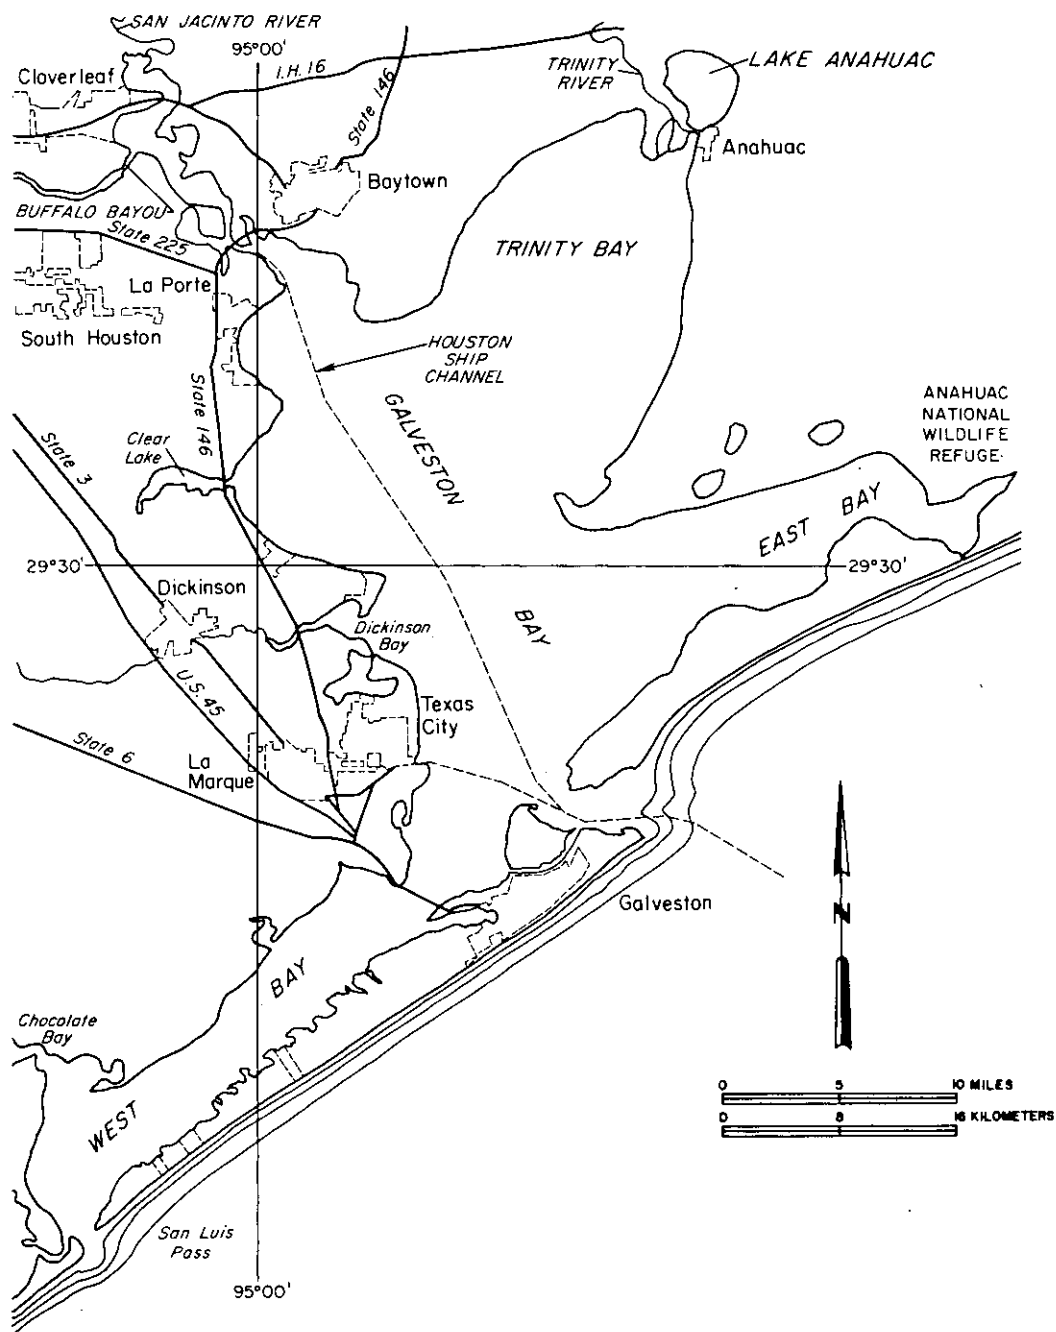 SAN JACINTO RIVER
95°00'
Cloverleaf
I.H. 16
State 146
TRINITY
RIVER
LAKE ANAHUAC
Anahuac
Baytown
BUFFALO BAYOU
State 225
TRINITY BAY
La Porte
South Houston
HOUSTON
SHIP
CHANNEL
State 146
GALVESTON
BAY
ANAHUAC
NATIONAL
WILDLIFE
REFUGE
Clear
Lake
State 3
EAST BAY
29°30'
29°30'
Dickinson
Dickinson
Bay
U.S. 45
Texas
City
State 6
La
Marque
Galveston
N
WEST BAY
Chocolate
Bay
0 5 10 MILES
0 8 16 KILOMETERS
San Luis
Pass
95°00'